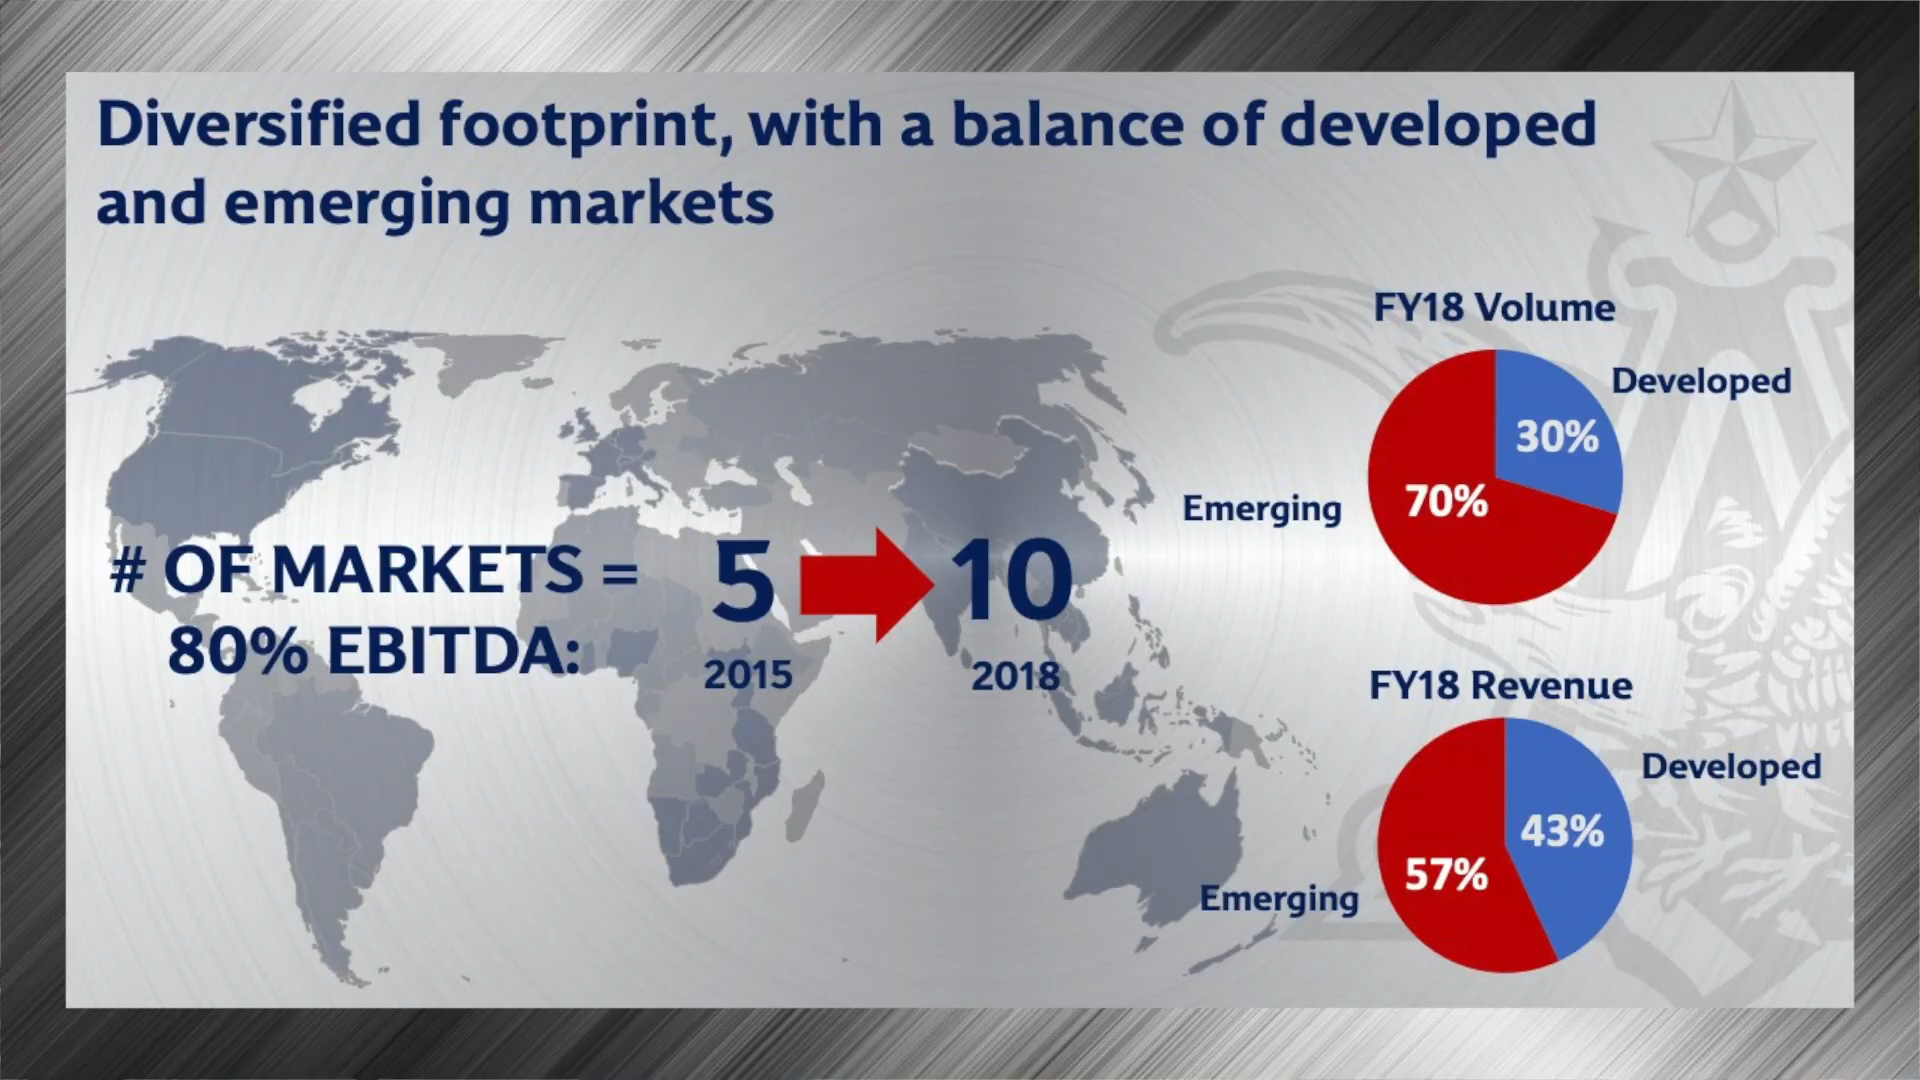 Diversified footprint, with a balance of developed
and emerging markets
# OF MARKETS =
80% EBITDA:
5
2015
10
2018
FY18 Volume
Developed
30%
70%
Emerging
FY18 Revenue
Developed
43%
57%
Emerging